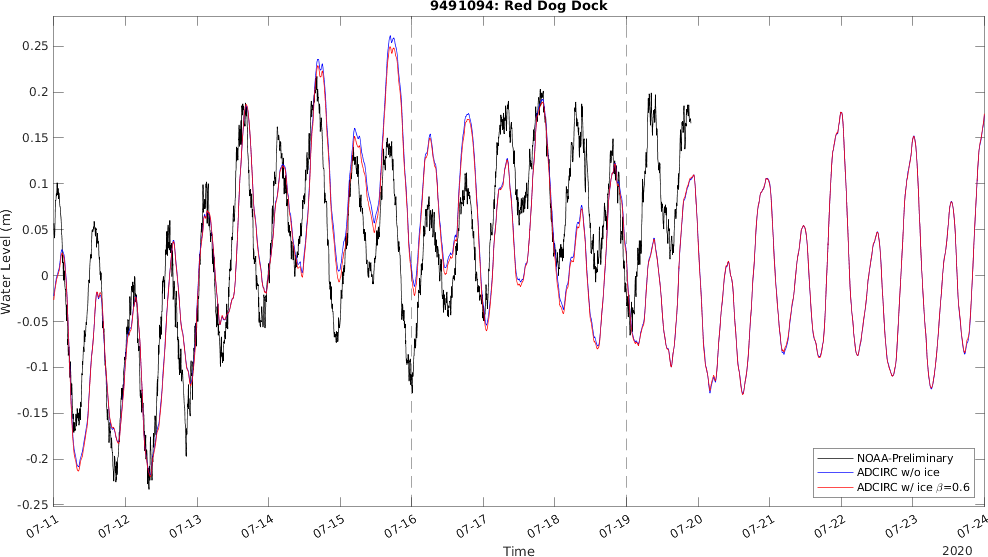 9491094: Red Dog Dock
Water Level (m)
0.25
0.2
0.15
0.1
0.05
0
-0.05
-0.1
-0.15
-0.2
-0.25
NOAA-Preliminary
ADCIRC w/o ice
ADCIRC w/ ice β=0.6
07-11 07-12 07-13 07-14 07-15 07-16 07-17 07-18 07-19 07-20 07-21 07-22 07-23 07-24
Time
2020